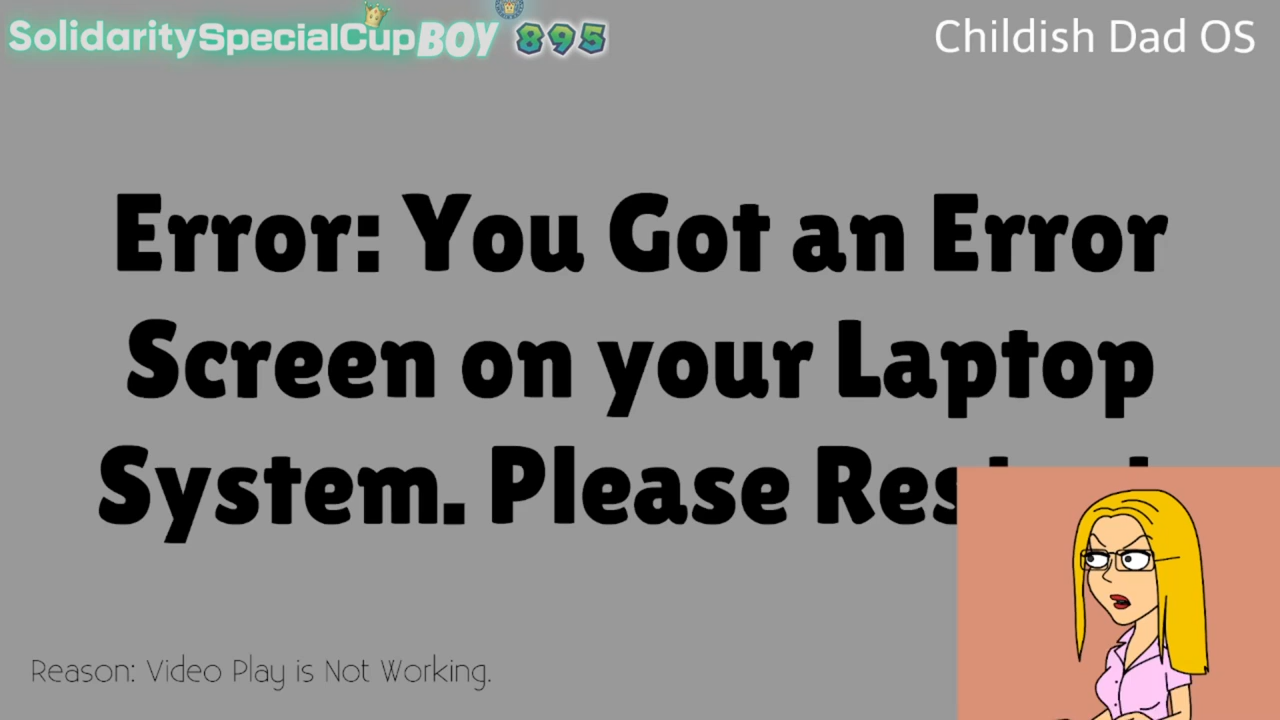 SolidaritySpecialCupBOY 895
Childish Dad OS
Error: You Got an Error
Screen on your Laptop
System. Please
Reason: Video Play is Not Working.